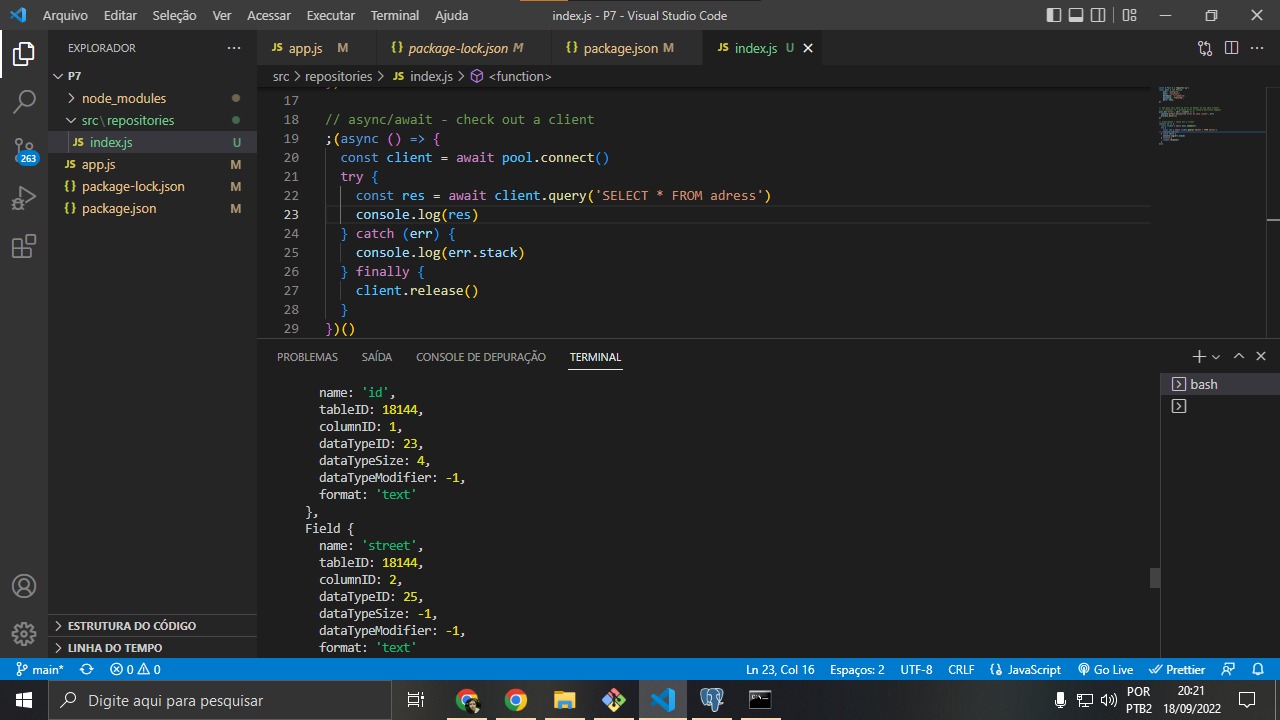 Arquivo Editar Seleção Ver Acessar Executar Terminal Ajuda index.js - P7 - Visual Studio Code
EXPLORADOR
P7
node_modules
src\repositories
index.js U
app.js M
package-lock.json M
package.json M
ESTRUTURA DO CÓDIGO
LINHA DO TEMPO
263
JS app.js M {} package-lock.json M {} package.json M JS index.js U
src > repositories > JS index.js > <function>
17
18 // async/await - check out a client
19 ;(async () => {
20 const client = await pool.connect()
21 try {
22 const res = await client.query('SELECT * FROM adress')
23 console.log(res)
24 } catch (err) {
25 console.log(err.stack)
26 } finally {
27 client.release()
28 }
29 })()
PROBLEMAS SAÍDA CONSOLE DE DEPURAÇÃO TERMINAL
name: 'id',
tableID: 18144,
columnID: 1,
dataTypeID: 23,
dataTypeSize: 4,
dataTypeModifier: -1,
format: 'text'
},
Field {
name: 'street',
tableID: 18144,
columnID: 2,
dataTypeID: 25,
dataTypeSize: -1,
dataTypeModifier: -1,
format: 'text'
bash
main* 0 0 Ln 23, Col 16 Espaços: 2 UTF-8 CRLF JavaScript Go Live Prettier
Digite aqui para pesquisar
POR
PTB2
20:21
18/09/2022